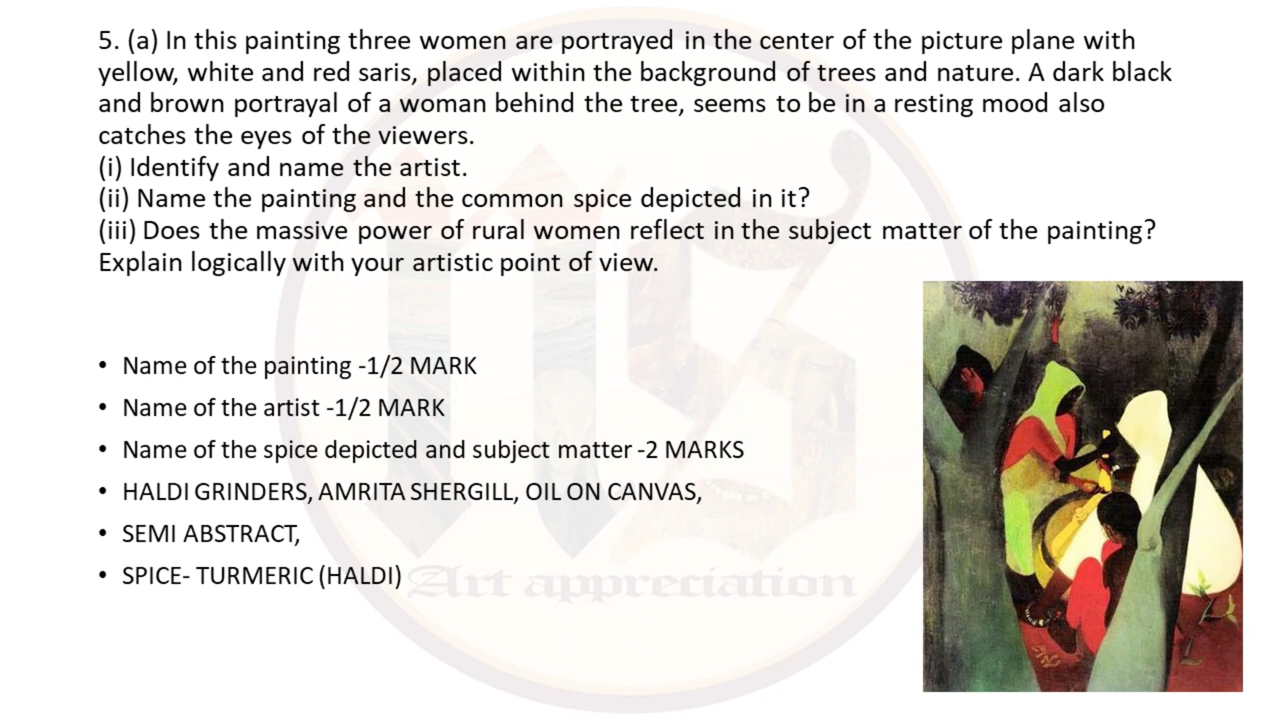 5. (a) In this painting three women are portrayed in the center of the picture plane with
yellow, white and red saris, placed within the background of trees and nature. A dark black
and brown portrayal of a woman behind the tree, seems to be in a resting mood also
catches the eyes of the viewers.
(i) Identify and name the artist.
(ii) Name the painting and the common spice depicted in it?
(iii) Does the massive power of rural women reflect in the subject matter of the painting?
Explain logically with your artistic point of view.
• Name of the painting -1/2 MARK
• Name of the artist -1/2 MARK
• Name of the spice depicted and subject matter -2 MARKS
• HALDI GRINDERS, AMRITA SHERGILL, OIL ON CANVAS,
• SEMI ABSTRACT,
• SPICE- TURMERIC (HALDI)
Art appreciation